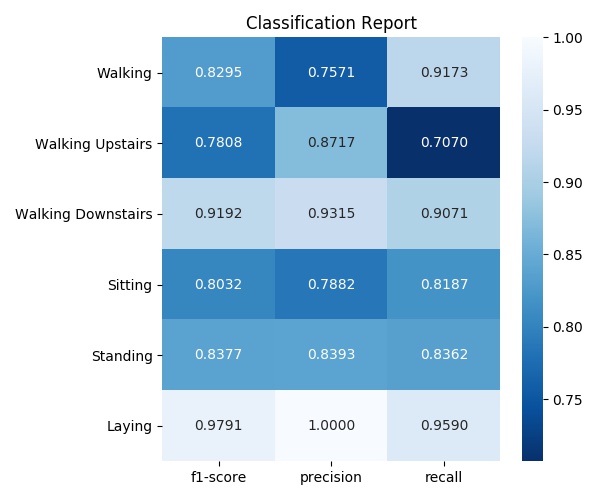 Classification Report
Walking 0.8295 0.7571 0.9173
Walking Upstairs 0.7808 0.8717 0.7070
Walking Downstairs 0.9192 0.9315 0.9071
Sitting 0.8032 0.7882 0.8187
Standing 0.8377 0.8393 0.8362
Laying 0.9791 1.0000 0.9590
f1-score precision recall
1.00
0.95
0.90
0.85
0.80
0.75